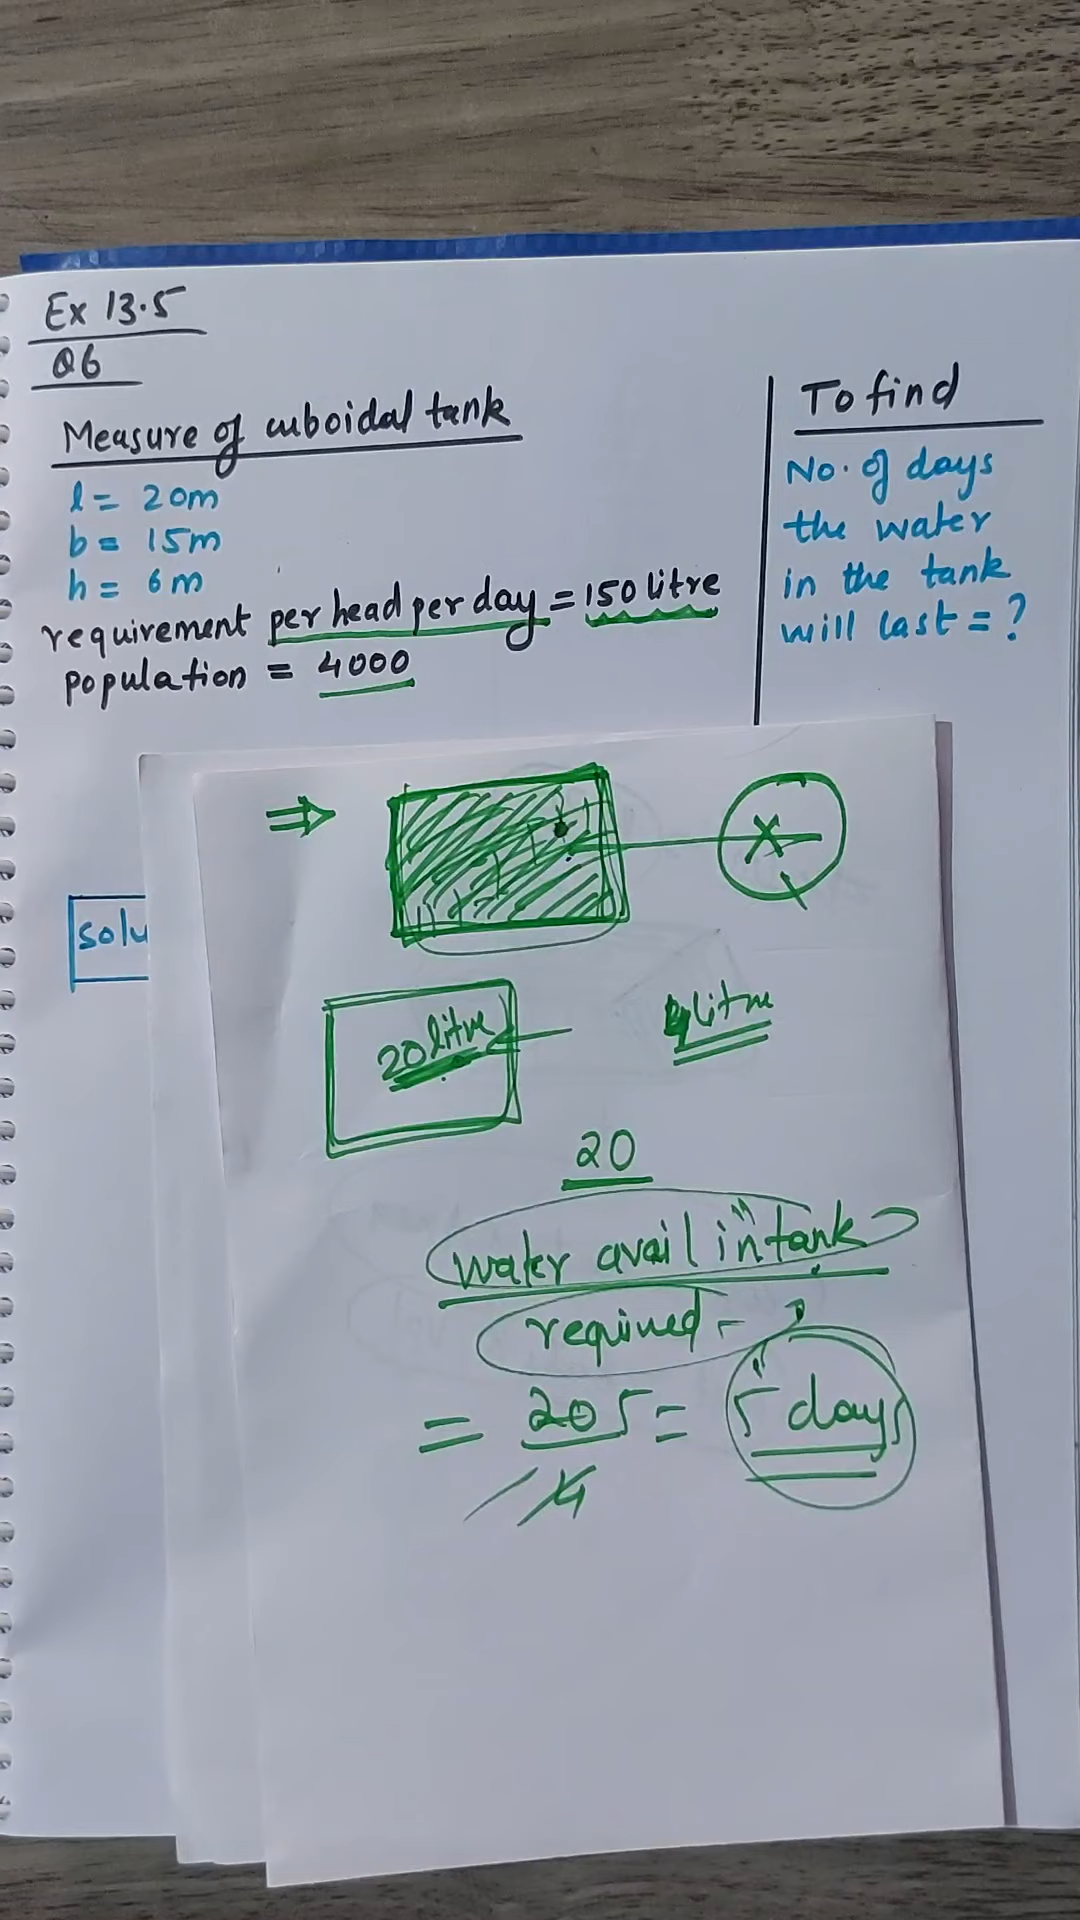 Ex 13.5
Q6
Measure of cuboidal tank
l = 20m
b = 15m
h = 6m
requirement per head per day = 150 litre
population = 4000
To find
No. of days
the water
in the tank
will last = ?
solu
⇒
X
20 litre
4 litre
20
water avail in tank
required
= 20 5 = 5 days
4